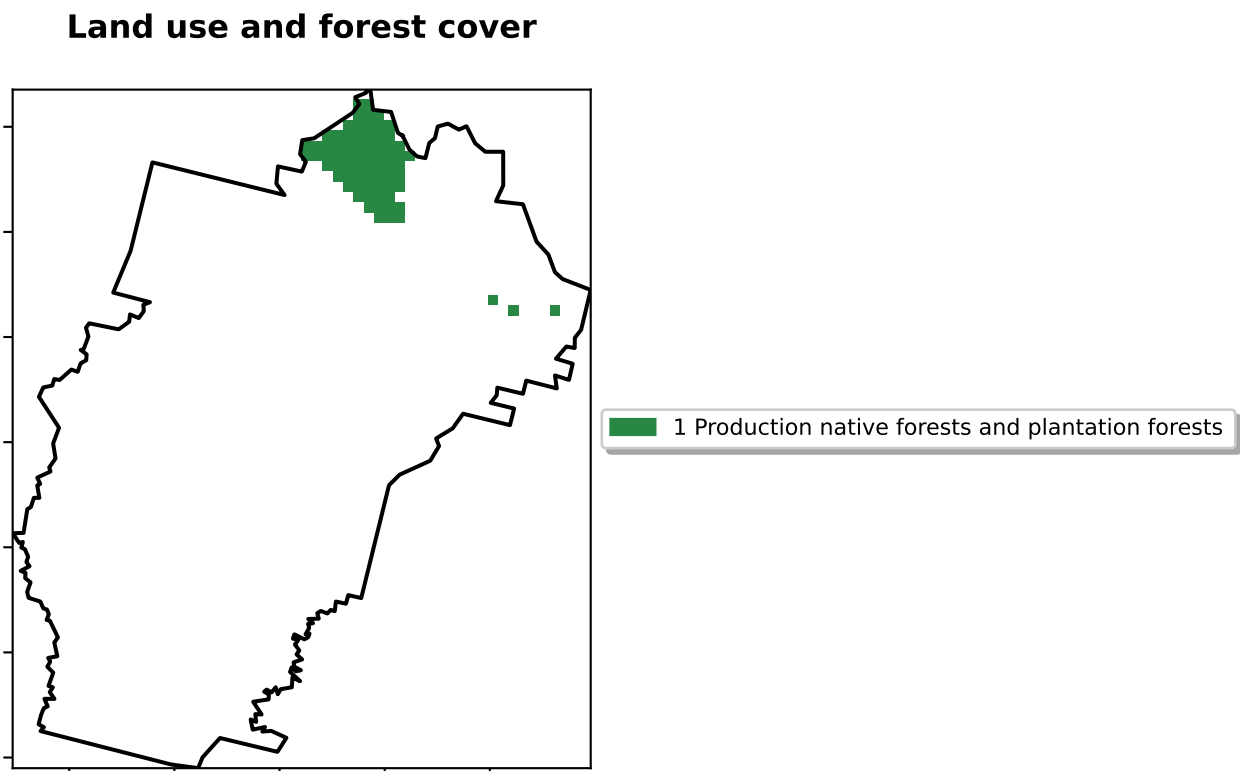 Land use and forest cover
1 Production native forests and plantation forests